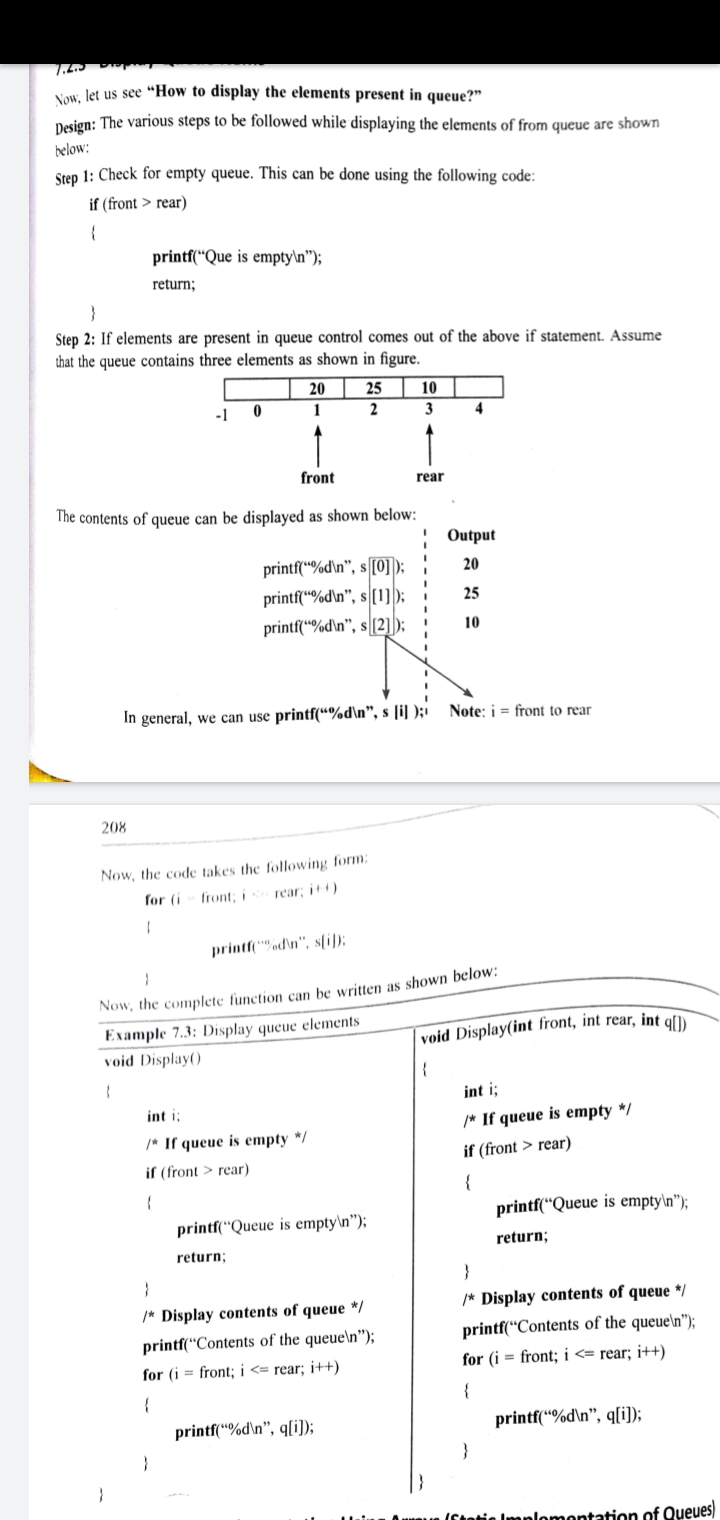 7.2.3 Display Queue Items
Now, let us see “How to display the elements present in queue?”
Design: The various steps to be followed while displaying the elements of from queue are shown
below:
Step 1: Check for empty queue. This can be done using the following code:
if (front > rear)
{
printf(“Que is empty\n”);
return;
}
Step 2: If elements are present in queue control comes out of the above if statement. Assume
that the queue contains three elements as shown in figure.
20 25 10
-1 0 1 2 3 4
front rear
The contents of queue can be displayed as shown below:
Output
printf(“%d\n”, s [0] ); 20
printf(“%d\n”, s [1] ); 25
printf(“%d\n”, s [2] ); 10
In general, we can use printf(“%d\n”, s [i] ); Note: i = front to rear
208
Now, the code takes the following form:
for (i = front; i <= rear; i++)
{
printf(“%d\n”, s[i]);
}
Now, the complete function can be written as shown below:
Example 7.3: Display queue elements
void Display()
{
int i;
/* If queue is empty */
if (front > rear)
{
printf(“Queue is empty\n”);
return;
}
/* Display contents of queue */
printf(“Contents of the queue\n”);
for (i = front; i <= rear; i++)
{
printf(“%d\n”, q[i]);
}
}
void Display(int front, int rear, int q[])
{
int i;
/* If queue is empty */
if (front > rear)
{
printf(“Queue is empty\n”);
return;
}
/* Display contents of queue */
printf(“Contents of the queue\n”);
for (i = front; i <= rear; i++)
{
printf(“%d\n”, q[i]);
}
}
Using Arrays (Static Implementation of Queues)